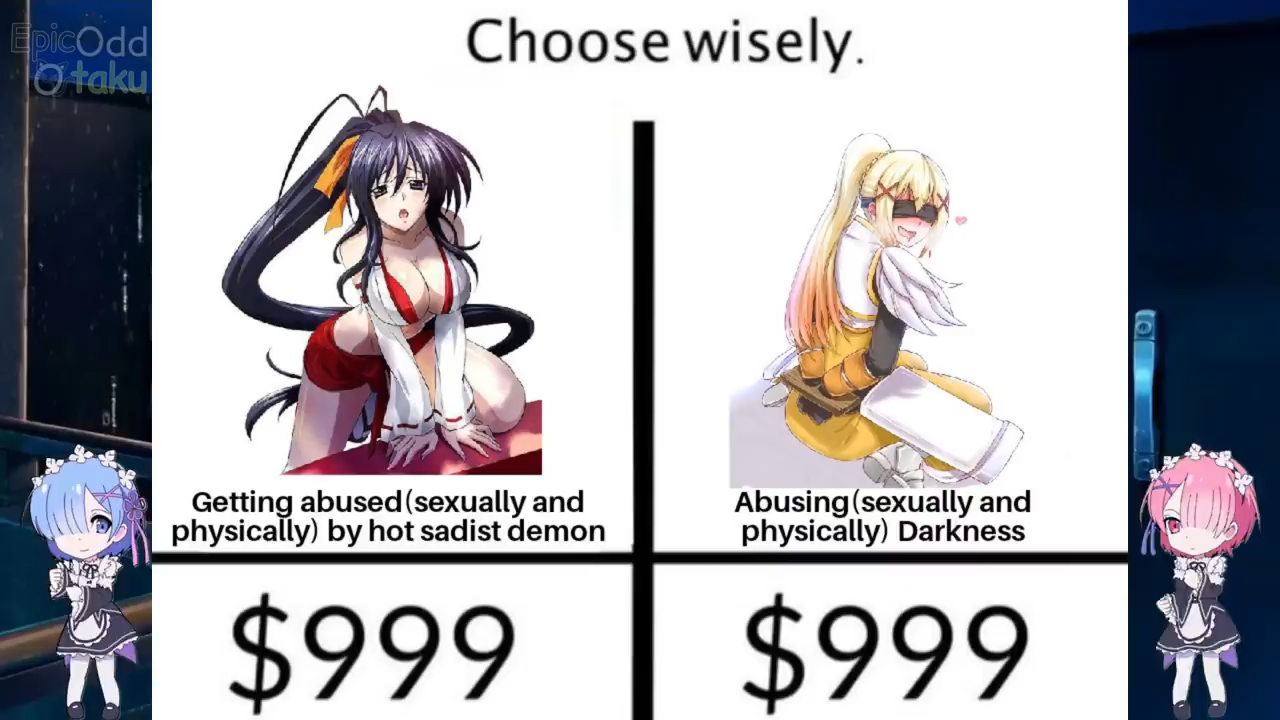 EpicOdd
Otaku
Choose wisely.
Getting abused(sexually and
physically) by hot sadist demon
Abusing(sexually and
physically) Darkness
$999
$999